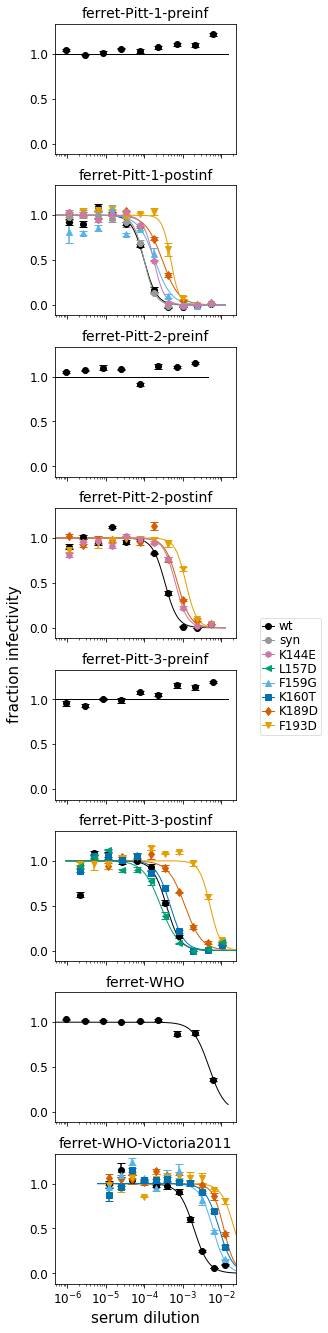 ferret-Pitt-1-preinf
1.0
0.5
0.0
ferret-Pitt-1-postinf
1.0
0.5
0.0
ferret-Pitt-2-preinf
1.0
0.5
0.0
ferret-Pitt-2-postinf
1.0
0.5
0.0
fraction infectivity
wt
syn
K144E
L157D
F159G
K160T
K189D
F193D
ferret-Pitt-3-preinf
1.0
0.5
0.0
ferret-Pitt-3-postinf
1.0
0.5
0.0
ferret-WHO
1.0
0.5
0.0
ferret-WHO-Victoria2011
1.0
0.5
0.0
10⁻⁶ 10⁻⁵ 10⁻⁴ 10⁻³ 10⁻²
serum dilution